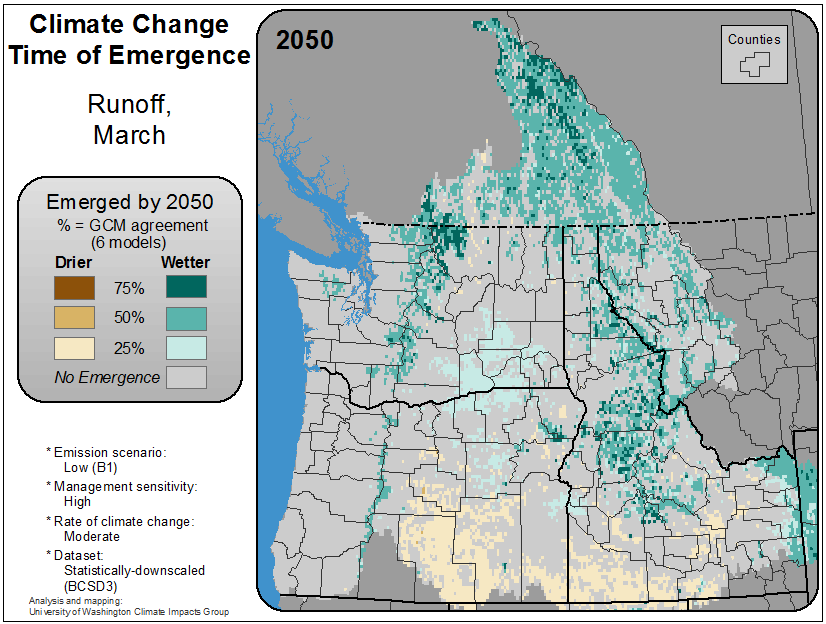 Climate Change
Time of Emergence
Runoff,
March
Emerged by 2050
% = GCM agreement
(6 models)
Drier Wetter
75%
50%
25%
No Emergence
* Emission scenario:
Low (B1)
* Management sensitivity:
High
* Rate of climate change:
Moderate
* Dataset:
Statistically-downscaled
(BCSD3)
Analysis and mapping:
University of Washington Climate Impacts Group
2050
Counties